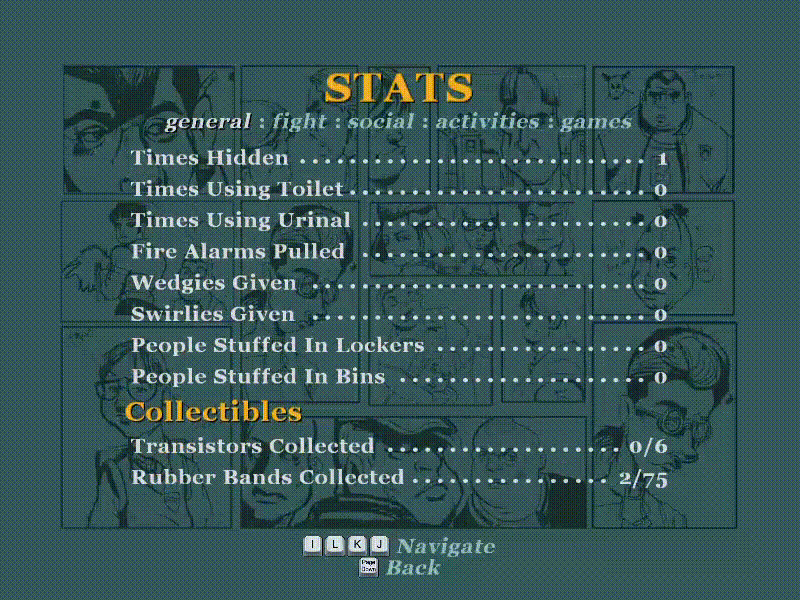 STATS
general : fight : social : activities : games
Times Hidden ........................... 1
Times Using Toilet ....................... 0
Times Using Urinal ...................... 0
Fire Alarms Pulled ....................... 0
Wedgies Given .......................... 0
Swirlies Given .......................... 0
People Stuffed In Lockers ................. 0
People Stuffed In Bins .................... 0
Collectibles
Transistors Collected ................... 0/6
Rubber Bands Collected ................ 2/75
I L K J Navigate
Page Down Back